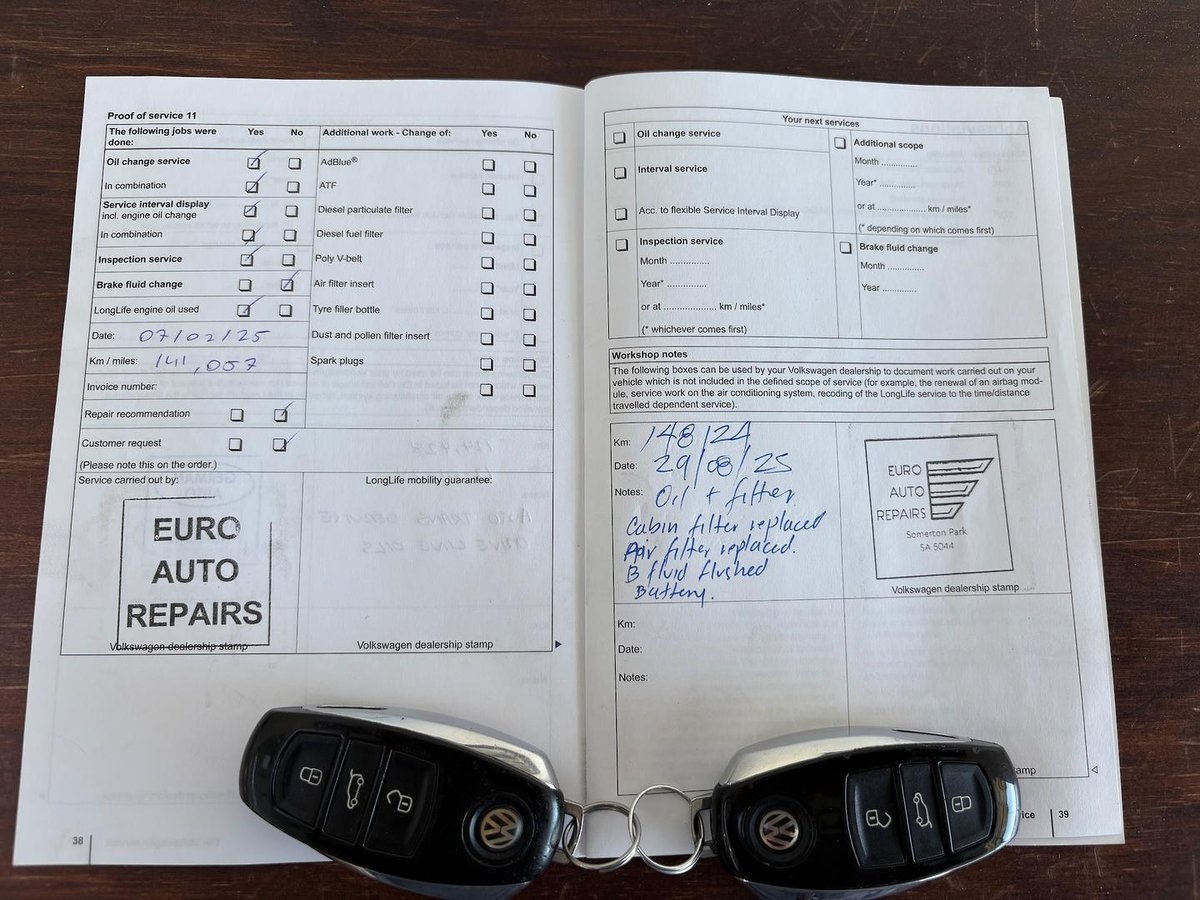 Proof of service 11
The following jobs were done: Yes No
Oil change service
In combination
Service interval display
incl. engine oil change
In combination
Inspection service
Brake fluid change
LongLife engine oil used
Date: 07/02/25
Km / miles: 141,057
Invoice number:
Repair recommendation
Customer request
(Please note this on the order.)
Additional work - Change of: Yes No
AdBlue®
ATF
Diesel particulate filter
Diesel fuel filter
Poly V-belt
Air filter insert
Tyre filler bottle
Dust and pollen filter insert
Spark plugs
Service carried out by:
EURO
AUTO
REPAIRS
Volkswagen dealership stamp
LongLife mobility guarantee:
Volkswagen dealership stamp
38
Your next services
Oil change service
Interval service
Acc. to flexible Service Interval Display
Inspection service
Month .............
Year* .............
or at .................. km / miles*
(* whichever comes first)
Additional scope
Month .............
Year* .............
or at .................. km / miles*
(* depending on which comes first)
Brake fluid change
Month .............
Year .............
Workshop notes
The following boxes can be used by your Volkswagen dealership to document work carried out on your
vehicle which is not included in the defined scope of service (for example, the renewal of an airbag mod-
ule, service work on the air conditioning system, recoding of the LongLife service to the time/distance
travelled dependent service).
Km: 148/24
Date: 29/08/25
Notes: Oil + filter
Cabin filter replaced
Air filter replaced.
B fluid flushed
Battery.
EURO
AUTO
REPAIRS
Somerton Park
SA 5044
Volkswagen dealership stamp
Km:
Date:
Notes:
amp
ice
39